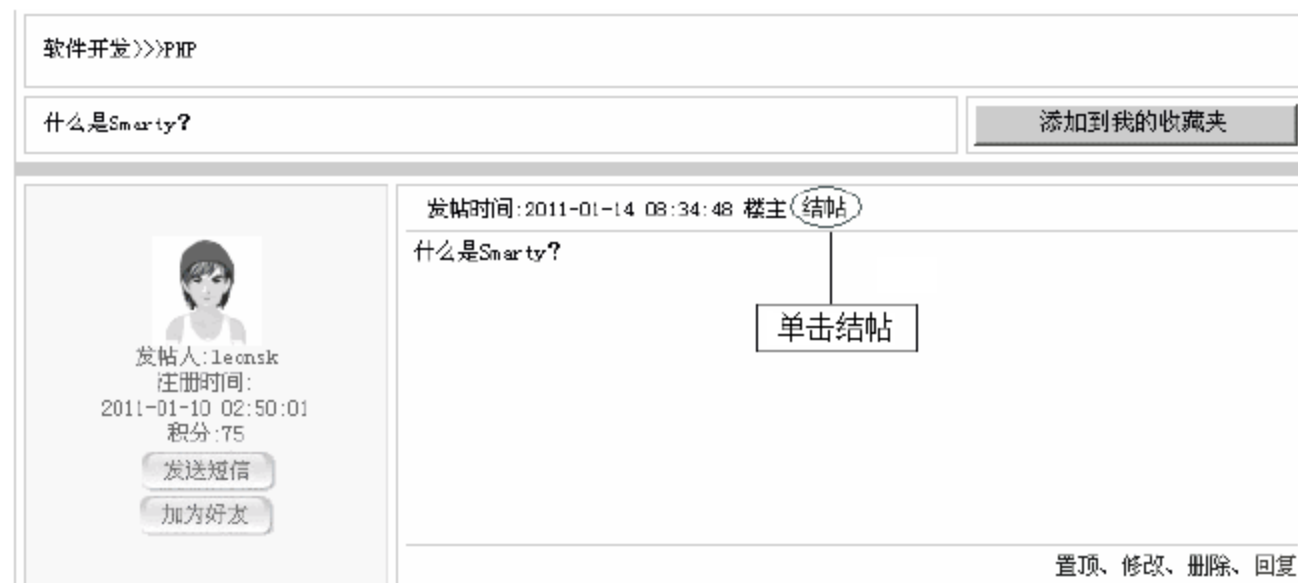 软件开发>>>PHP
什么是Smarty?
添加到我的收藏夹
发帖时间:2011-01-14 08:34:48 楼主 结帖
什么是Smarty?
单击结帖
发帖人:leonsk
注册时间:
2011-01-10 02:50:01
积分:75
发送短信
加为好友
置顶、修改、删除、回复